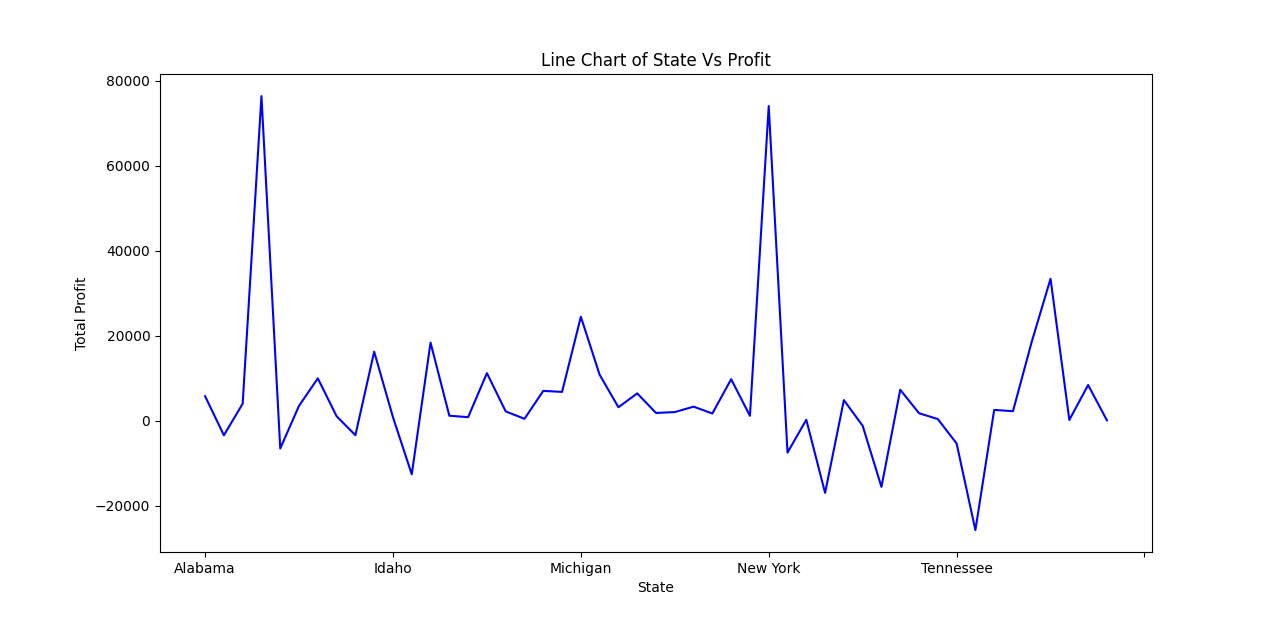 Line Chart of State Vs Profit
80000
60000
40000
20000
0
−20000
Total Profit
Alabama
Idaho
Michigan
New York
Tennessee
State